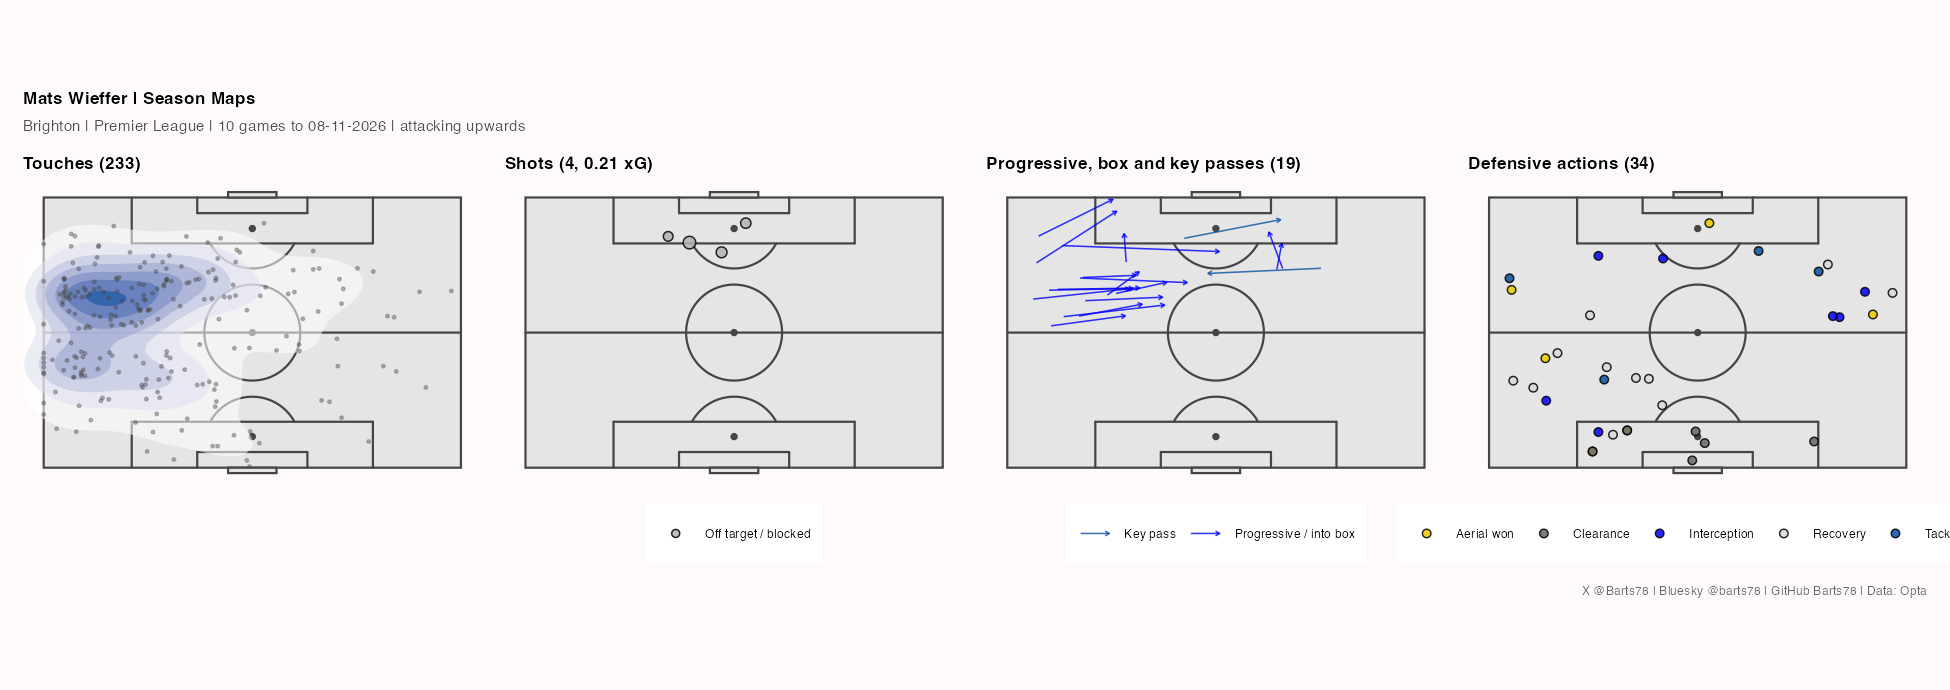 Mats Wieffer | Season Maps
Brighton | Premier League | 10 games to 08-11-2026 | attacking upwards
Touches (233)
Shots (4, 0.21 xG)
Progressive, box and key passes (19)
Defensive actions (34)
Off target / blocked
Key pass
Progressive / into box
Aerial won
Clearance
Interception
Recovery
Tack
X @Barts78 | Bluesky @barts78 | GitHub Barts78 | Data: Opta